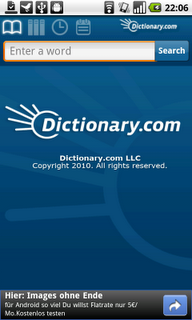 22:06
Dictionary.com
Enter a word
Search
Dictionary.com
Dictionary.com LLC
Copyright 2010. All rights reserved.
Hier: Images ohne Ende
für Android so viel Du willst Flatrate nur 5€/
Mo.Kostenlos testen